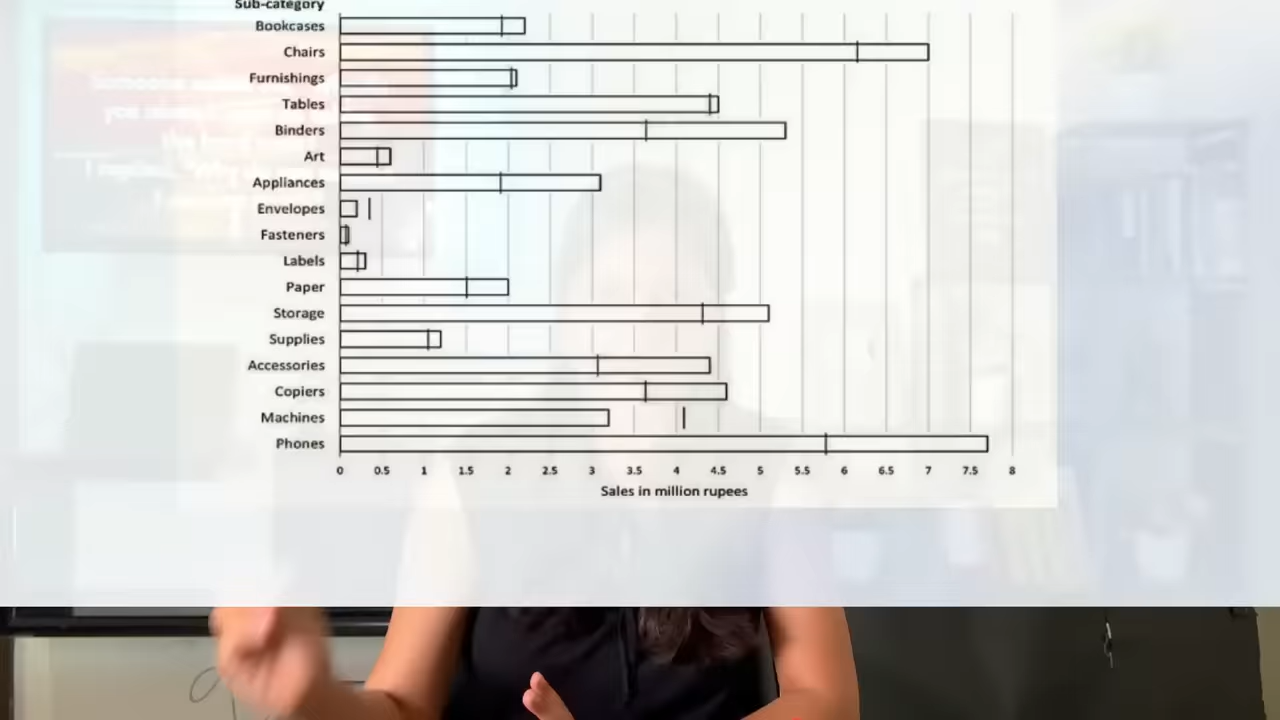 Sub-category
Bookcases
Chairs
Furnishings
Tables
Binders
Art
Appliances
Envelopes
Fasteners
Labels
Paper
Storage
Supplies
Accessories
Copiers
Machines
Phones
0 0.5 1 1.5 2 2.5 3 3.5 4 4.5 5 5.5 6 6.5 7 7.5 8
Sales in million rupees